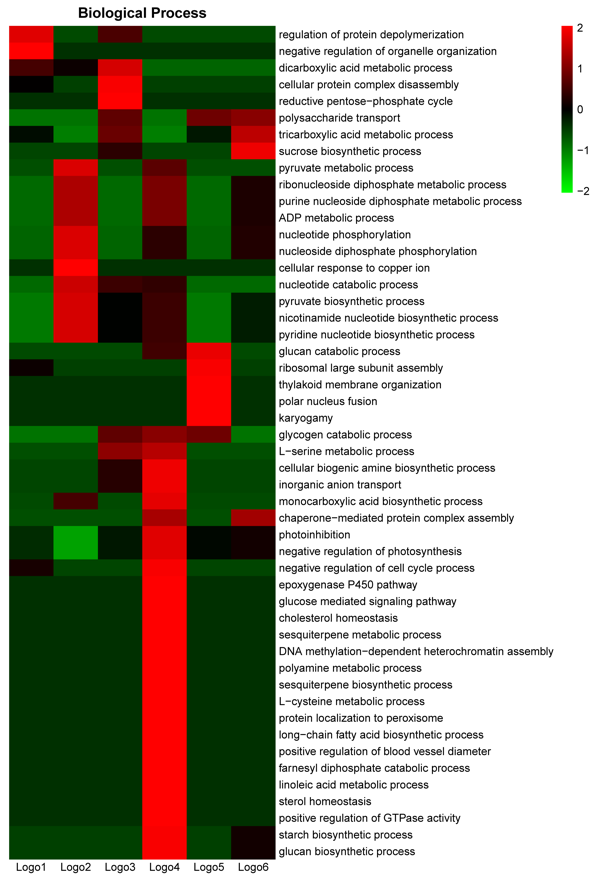 Biological Process
regulation of protein depolymerization
negative regulation of organelle organization
dicarboxylic acid metabolic process
cellular protein complex disassembly
reductive pentose−phosphate cycle
polysaccharide transport
tricarboxylic acid metabolic process
sucrose biosynthetic process
pyruvate metabolic process
ribonucleoside diphosphate metabolic process
purine nucleoside diphosphate metabolic process
ADP metabolic process
nucleotide phosphorylation
nucleoside diphosphate phosphorylation
cellular response to copper ion
nucleotide catabolic process
pyruvate biosynthetic process
nicotinamide nucleotide biosynthetic process
pyridine nucleotide biosynthetic process
glucan catabolic process
ribosomal large subunit assembly
thylakoid membrane organization
polar nucleus fusion
karyogamy
glycogen catabolic process
L−serine metabolic process
cellular biogenic amine biosynthetic process
inorganic anion transport
monocarboxylic acid biosynthetic process
chaperone−mediated protein complex assembly
photoinhibition
negative regulation of photosynthesis
negative regulation of cell cycle process
epoxygenase P450 pathway
glucose mediated signaling pathway
cholesterol homeostasis
sesquiterpene metabolic process
DNA methylation−dependent heterochromatin assembly
polyamine metabolic process
sesquiterpene biosynthetic process
L−cysteine metabolic process
protein localization to peroxisome
long−chain fatty acid biosynthetic process
positive regulation of blood vessel diameter
farnesyl diphosphate catabolic process
linoleic acid metabolic process
sterol homeostasis
positive regulation of GTPase activity
starch biosynthetic process
glucan biosynthetic process
Logo1 Logo2 Logo3 Logo4 Logo5 Logo6
2
1
0
−1
−2